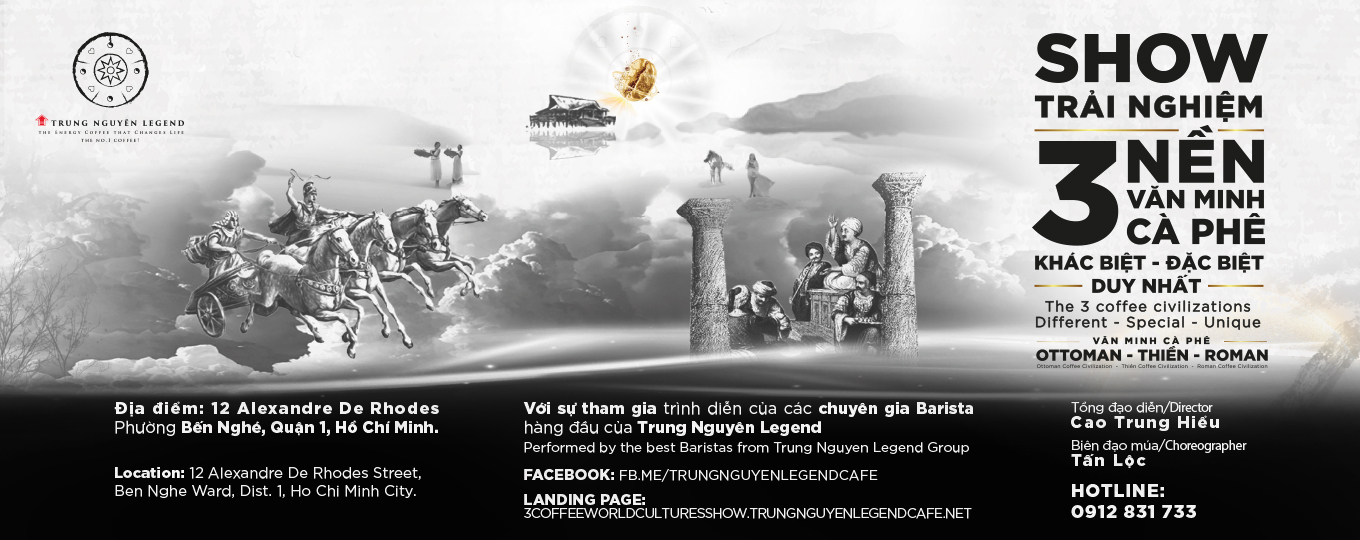 TRUNG NGUYÊN LEGEND
THE ENERGY COFFEE THAT CHANGES LIFE
THE NO.1 COFFEE!
SHOW
TRẢI NGHIỆM
3 NỀN
VĂN MINH
CÀ PHÊ
KHÁC BIỆT - ĐẶC BIỆT
DUY NHẤT
The 3 coffee civilizations
Different - Special - Unique
VĂN MINH CÀ PHÊ
OTTOMAN - THIỀN - ROMAN
Ottoman Coffee Civilization - Thiền Coffee Civilization - Roman Coffee Civilization
Địa điểm: 12 Alexandre De Rhodes
Phường Bến Nghé, Quận 1, Hồ Chí Minh.
Location: 12 Alexandre De Rhodes Street,
Ben Nghe Ward, Dist. 1, Ho Chi Minh City.
Với sự tham gia trình diễn của các chuyên gia Barista
hàng đầu của Trung Nguyên Legend
Performed by the best Baristas from Trung Nguyen Legend Group
FACEBOOK: FB.ME/TRUNGNGUYENLEGENDCAFE
LANDING PAGE:
3COFFEEWORLDCULTURESSHOW.TRUNGNGUYENLEGENDCAFE.NET
Tổng đạo diễn/Director
Cao Trung Hiếu
Biên đạo múa/Choreographer
Tấn Lộc
HOTLINE:
0912 831 733